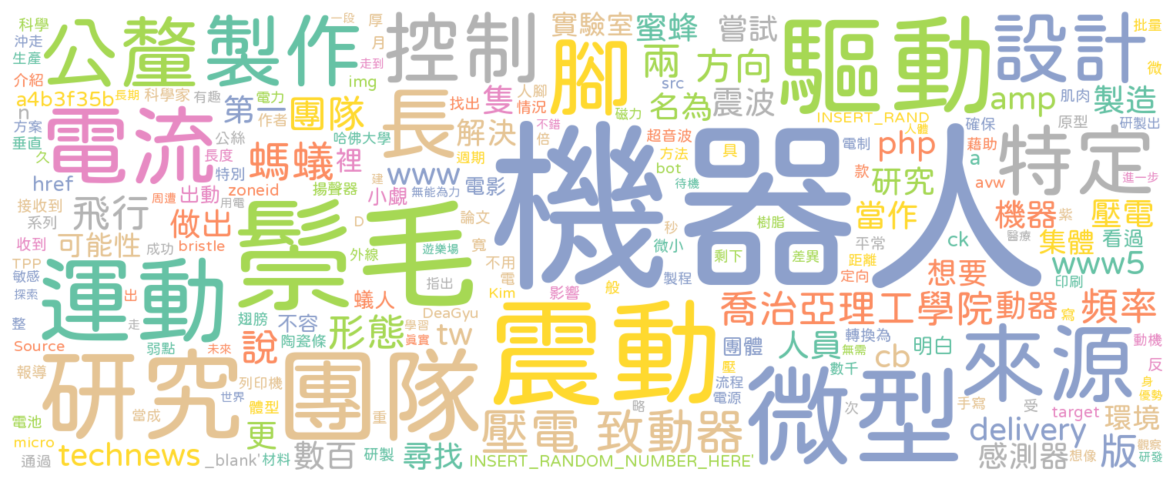 科學 公釐 製作 控制 實驗室 蜜蜂 嘗試 驅動 設計 批量
沖走 一段 厚 月 走到 腳 兩 方向 微
生產 介紹 img 隻 src 名為 震波 amp 肌肉 製造
a4b3f35b 長期 科學家 電力 第一 團隊 長 找出 人腳 情況 磁力 INSERT_RAND 原型 研製出
n 方案 有趣 作者 解決 不錯 超音波 人體 確保
垂直 電流 公絲 哈佛大學 週期 倍 方法 具 電制 php 藉助 a 特定
久 長度 螞蟻 裡 www 電影 bot 款 研究 avw 進一步
href 特別 zoneid 揚聲器 建 小覷 待機 當作 機器 紫 壓電
接收到 周遭 出動 用電 無能為力 機器人
系列 飛行 做出 鬃毛 D 論文 秒 樹脂 平常 ck 醫療 看過
收到 可能性 成功 外線 寬 微小 距離 集體
TPP bristle 遊樂場 不用 剩下 差異 定向 想要 www5
敏感 運動 指出 電 製程 印刷
探索 出 翅膀 蟻人 Kim 般 影響 喬治亞理工學院 動器 頻率
整 走 不容 形態 DeaGyu 震動 寫
Source 弱點 未來 說 陶瓷條 學習 真實 tw 團體 人員 轉換為 無需 明白 來源 動機 反
報導 研究 列印機 世界 團隊 壓 流程 數千 cb 身
電池 當成 體型 重 電源 微型 次 手寫 受 target 優勢
micro 更 壓電 致動器 略 delivery 環境
通過 technews _blank' 材料 數百 研製 尋找 INSERT_RANDOM_NUMBER_HERE' 感測器 想像 版 觀察 研發